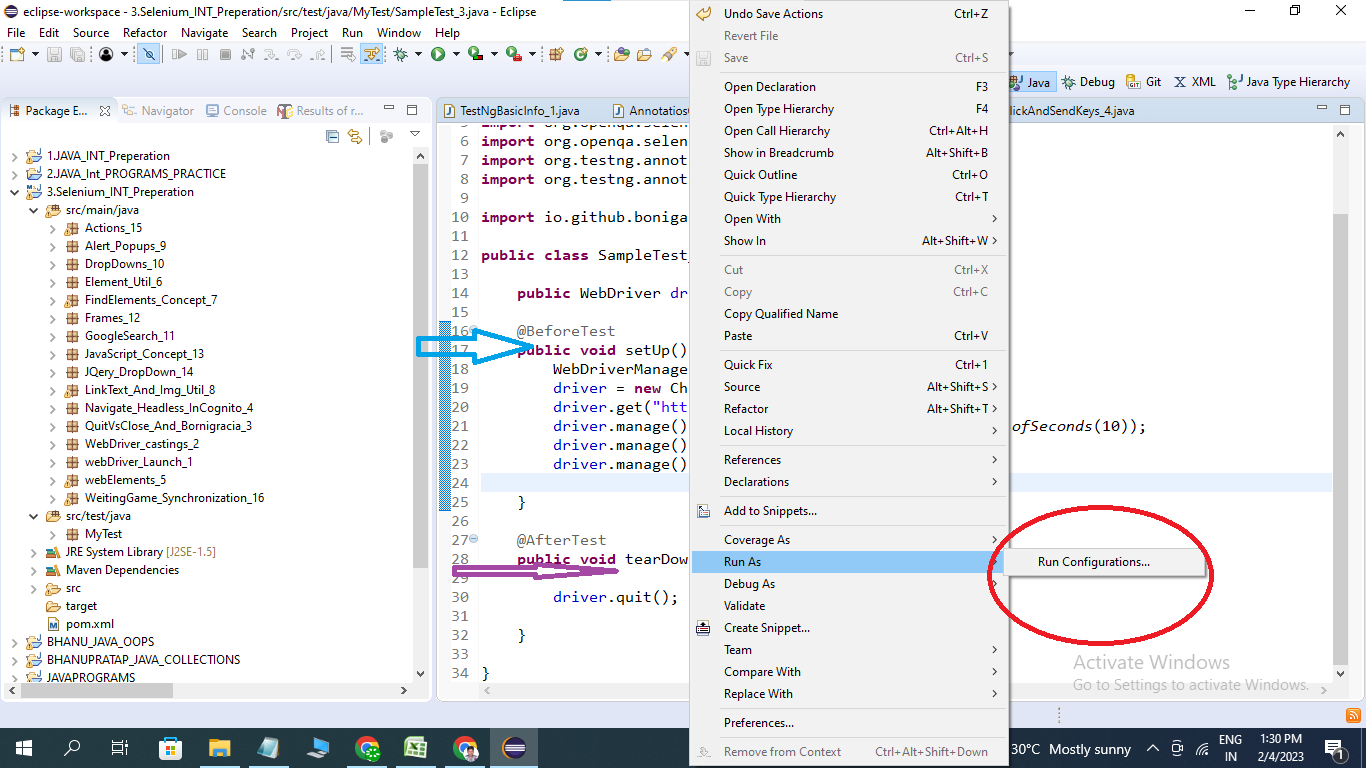 eclipse-workspace - 3.Selenium_INT_Preperation/src/test/java/MyTest/SampleTest_3.java - Eclipse
File Edit Source Refactor Navigate Search Project Run Window Help
Java Debug Git XML Java Type Hierarchy
Package E... Navigator Console Results of r...
1.JAVA_INT_Preperation
2.JAVA_Int_PROGRAMS_PRACTICE
3.Selenium_INT_Preperation
src/main/java
Actions_15
Alert_Popups_9
DropDowns_10
Element_Util_6
FindElements_Concept_7
Frames_12
GoogleSearch_11
JavaScript_Concept_13
JQery_DropDown_14
LinkText_And_Img_Util_8
Navigate_Headless_InCognito_4
QuitVsClose_And_Bornigracia_3
WebDriver_castings_2
webDriver_Launch_1
webElements_5
WeitingGame_Synchronization_16
src/test/java
MyTest
JRE System Library [J2SE-1.5]
Maven Dependencies
src
target
pom.xml
BHANU_JAVA_OOPS
BHANUPRATAP_JAVA_COLLECTIONS
JAVAPROGRAMS
TestNgBasicInfo_1.java Annotatios lickAndSendKeys_4.java
import org.openqa.selen
6 import org.openqa.selen
7 import org.testng.annot
8 import org.testng.annot
9
10 import io.github.boniga
11
12 public class SampleTest_
13
14 public WebDriver dr
15
16 @BeforeTest
17 public void setUp()
18 WebDriverManage
19 driver = new Ch
20 driver.get("htt
21 driver.manage() ofSeconds(10));
22 driver.manage()
23 driver.manage()
24
25 }
26
27 @AfterTest
28 public void tearDow
29
30 driver.quit();
31
32 }
33
34 }
Undo Save Actions Ctrl+Z
Revert File
Save Ctrl+S
Open Declaration F3
Open Type Hierarchy F4
Open Call Hierarchy Ctrl+Alt+H
Show in Breadcrumb Alt+Shift+B
Quick Outline Ctrl+O
Quick Type Hierarchy Ctrl+T
Open With
Show In Alt+Shift+W
Cut Ctrl+X
Copy Ctrl+C
Copy Qualified Name
Paste Ctrl+V
Quick Fix Ctrl+1
Source Alt+Shift+S
Refactor Alt+Shift+T
Local History
References
Declarations
Add to Snippets...
Coverage As
Run As
Debug As
Validate
Create Snippet...
Team
Compare With
Replace With
Preferences...
Remove from Context Ctrl+Alt+Shift+Down
Run Configurations...
Activate Windows
Go to Settings to activate Windows.
30°C Mostly sunny
ENG
IN
1:30 PM
2/4/2023
1